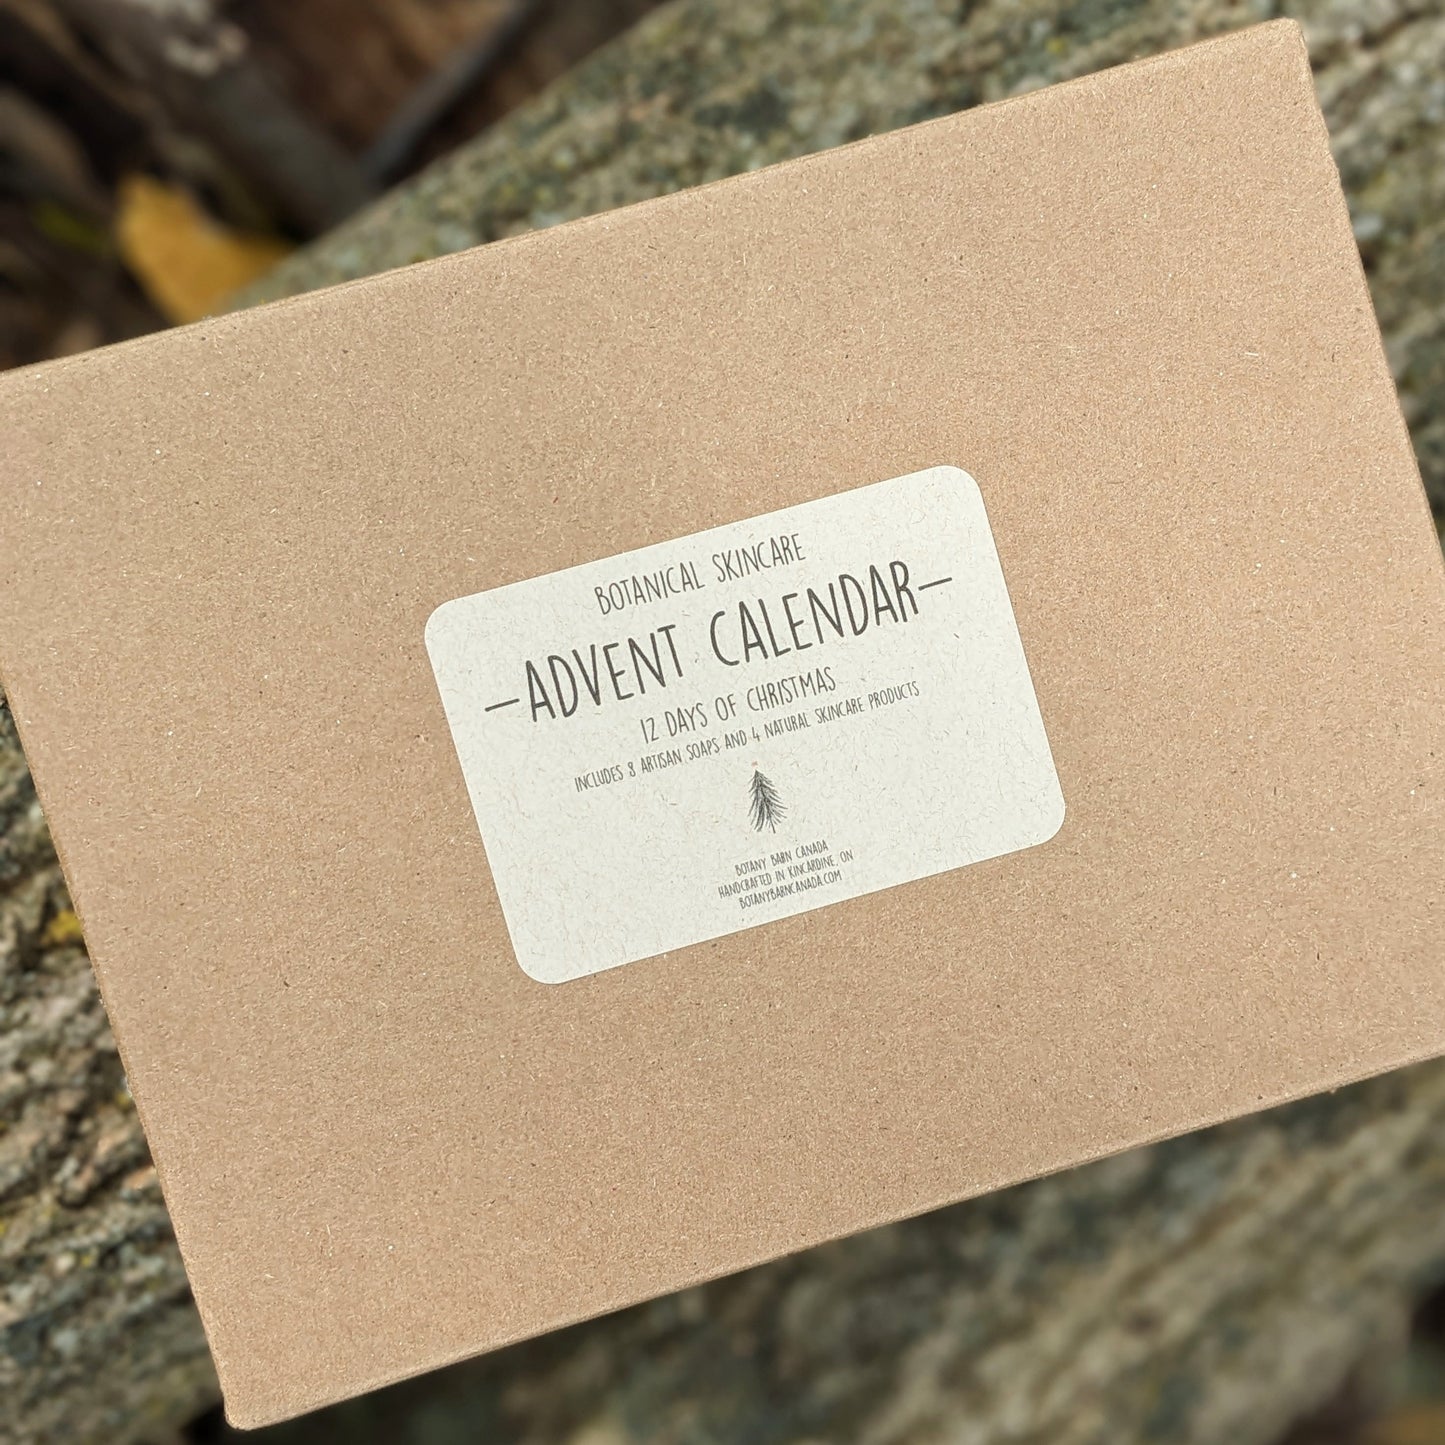 BOTANICAL SKINCARE
—ADVENT CALENDAR—
12 DAYS OF CHRISTMAS
INCLUDES 8 ARTISAN SOAPS AND 4 NATURAL SKINCARE PRODUCTS
BOTANY BARN CANADA
HANDCRAFTED IN KINCARDINE, ON
BOTANYBARNCANADA.COM